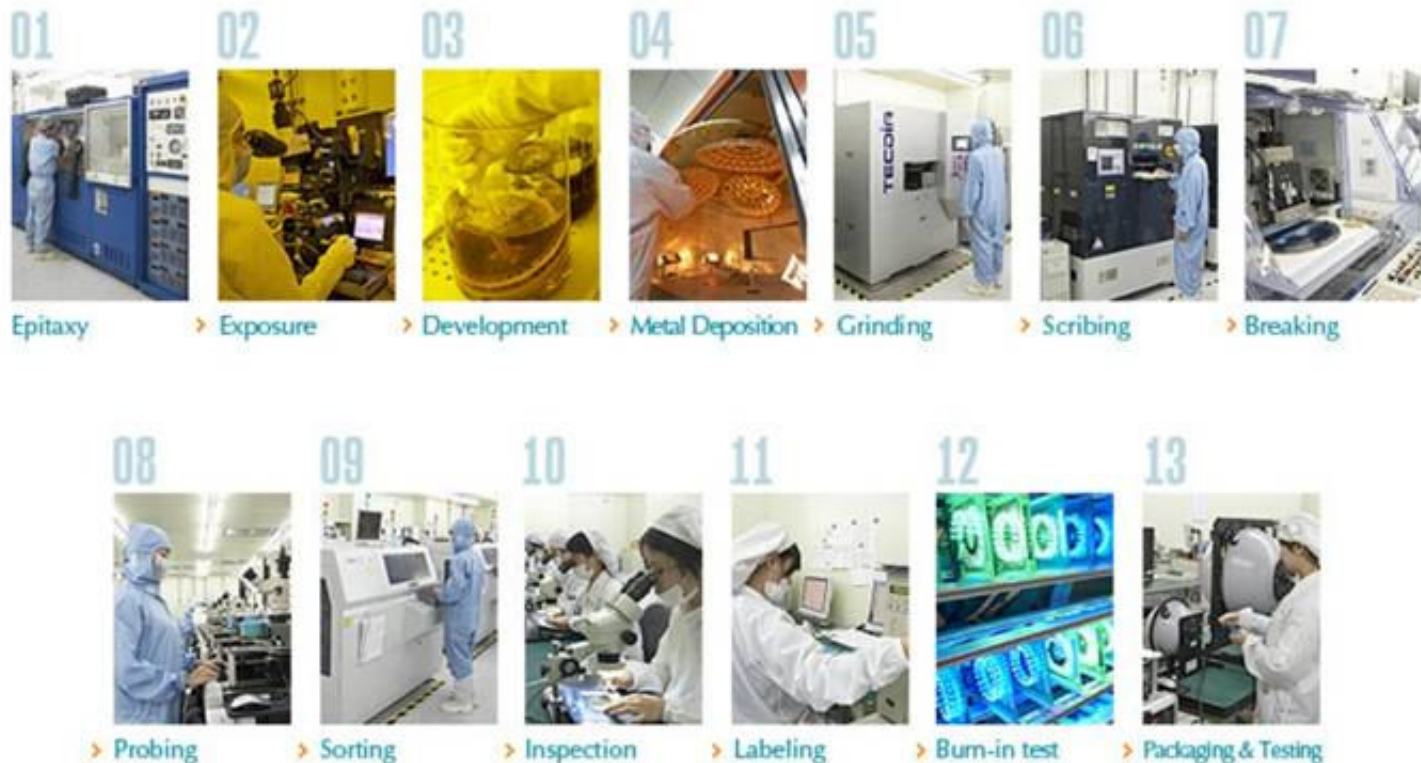 01 02 03 04 05 06 07
TECDIA
Epitaxy > Exposure > Development > Metal Deposition > Grinding > Scribing > Breaking
08 09 10 11 12 13
> Probing > Sorting > Inspection > Labeling > Burn-in test > Packaging & Testing